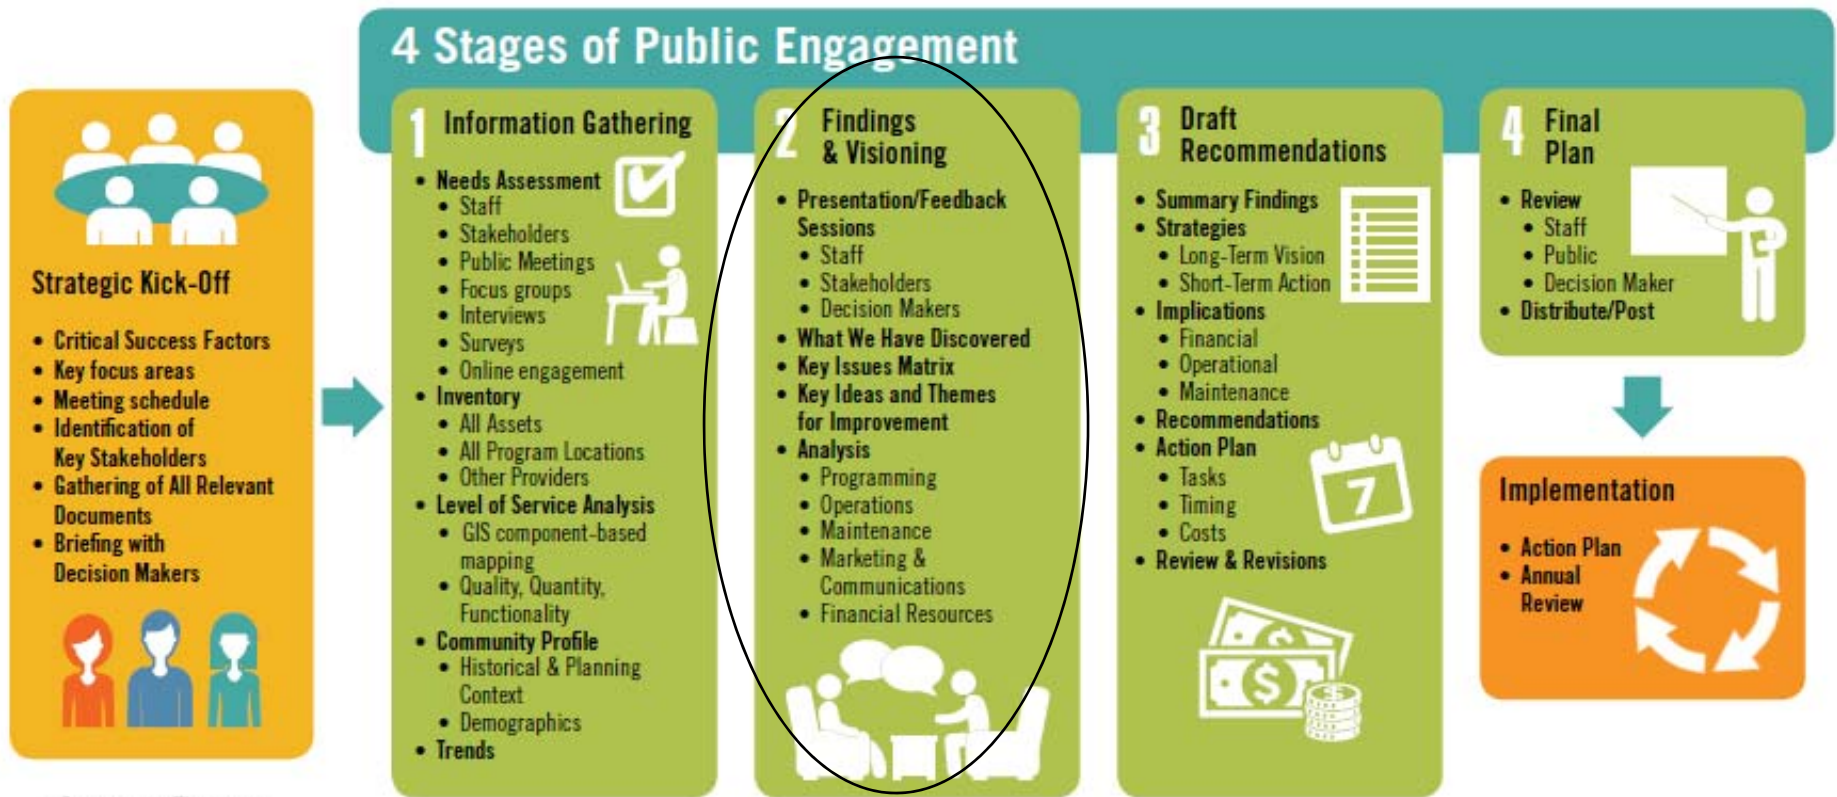 4 Stages of Public Engagement
Strategic Kick-Off
• Critical Success Factors
• Key focus areas
• Meeting schedule
• Identification of
Key Stakeholders
• Gathering of All Relevant
Documents
• Briefing with
Decision Makers
1 Information Gathering
• Needs Assessment
• Staff
• Stakeholders
• Public Meetings
• Focus groups
• Interviews
• Surveys
• Online engagement
• Inventory
• All Assets
• All Program Locations
• Other Providers
• Level of Service Analysis
• GIS component-based
mapping
• Quality, Quantity,
Functionality
• Community Profile
• Historical & Planning
Context
• Demographics
• Trends
2 Findings
& Visioning
• Presentation/Feedback
Sessions
• Staff
• Stakeholders
• Decision Makers
• What We Have Discovered
• Key Issues Matrix
• Key Ideas and Themes
for Improvement
• Analysis
• Programming
• Operations
• Maintenance
• Marketing &
Communications
• Financial Resources
3 Draft
Recommendations
• Summary Findings
• Strategies
• Long-Term Vision
• Short-Term Action
• Implications
• Financial
• Operational
• Maintenance
• Recommendations
• Action Plan
• Tasks
• Timing
• Costs
• Review & Revisions
7
$
4 Final
Plan
• Review
• Staff
• Public
• Decision Maker
• Distribute/Post
Implementation
• Action Plan
• Annual
Review